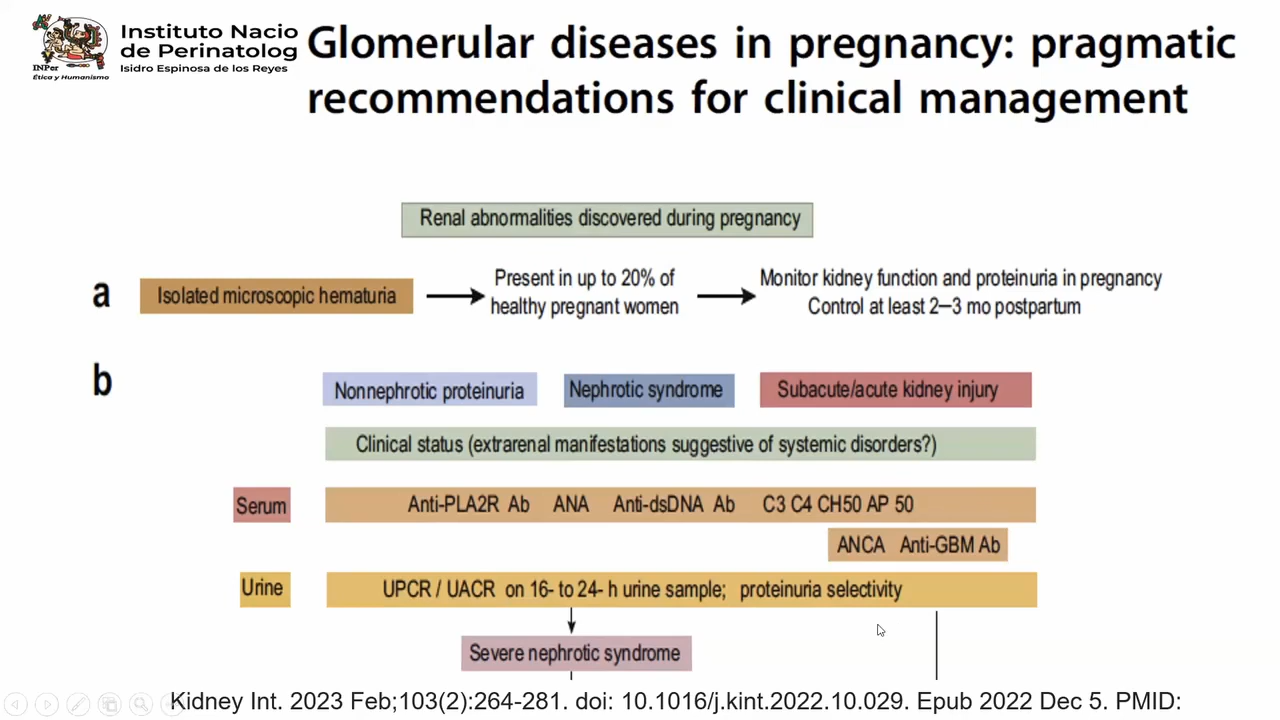 INPer
Ética y Humanismo
Instituto Nacio
de Perinatolog
Isidro Espinosa de los Reyes
Glomerular diseases in pregnancy: pragmatic
recommendations for clinical management
Renal abnormalities discovered during pregnancy
a
Isolated microscopic hematuria
Present in up to 20% of
healthy pregnant women
Monitor kidney function and proteinuria in pregnancy
Control at least 2–3 mo postpartum
b
Nonnephrotic proteinuria
Nephrotic syndrome
Subacute/acute kidney injury
Clinical status (extrarenal manifestations suggestive of systemic disorders?)
Serum
Anti-PLA2R Ab ANA Anti-dsDNA Ab C3 C4 CH50 AP 50
ANCA Anti-GBM Ab
Urine
UPCR / UACR on 16- to 24- h urine sample; proteinuria selectivity
Severe nephrotic syndrome
Kidney Int. 2023 Feb;103(2):264-281. doi: 10.1016/j.kint.2022.10.029. Epub 2022 Dec 5. PMID: